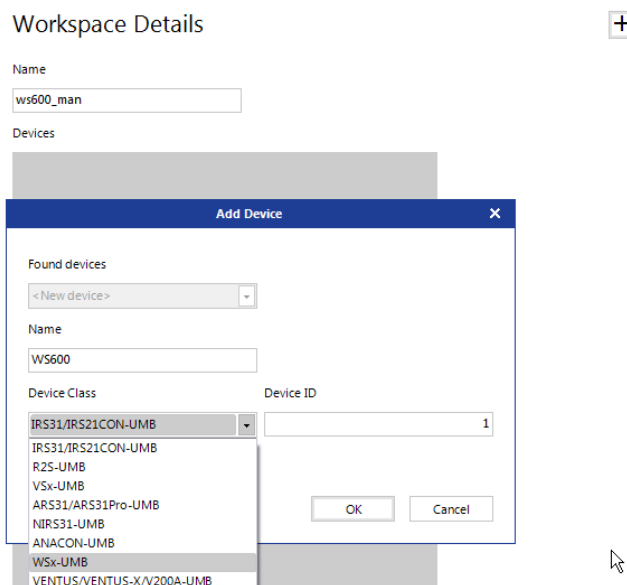 Workspace Details
+
Name
ws600_man
Devices
Add Device
×
Found devices
<New device>
Name
WS600
Device Class Device ID
IRS31/IRS21CON-UMB 1
IRS31/IRS21CON-UMB
R2S-UMB
VSx-UMB
ARS31/ARS31Pro-UMB
NIRS31-UMB
ANACON-UMB
WSx-UMB
VENTUS/VENTUS-X/V200A-UMB
OK Cancel